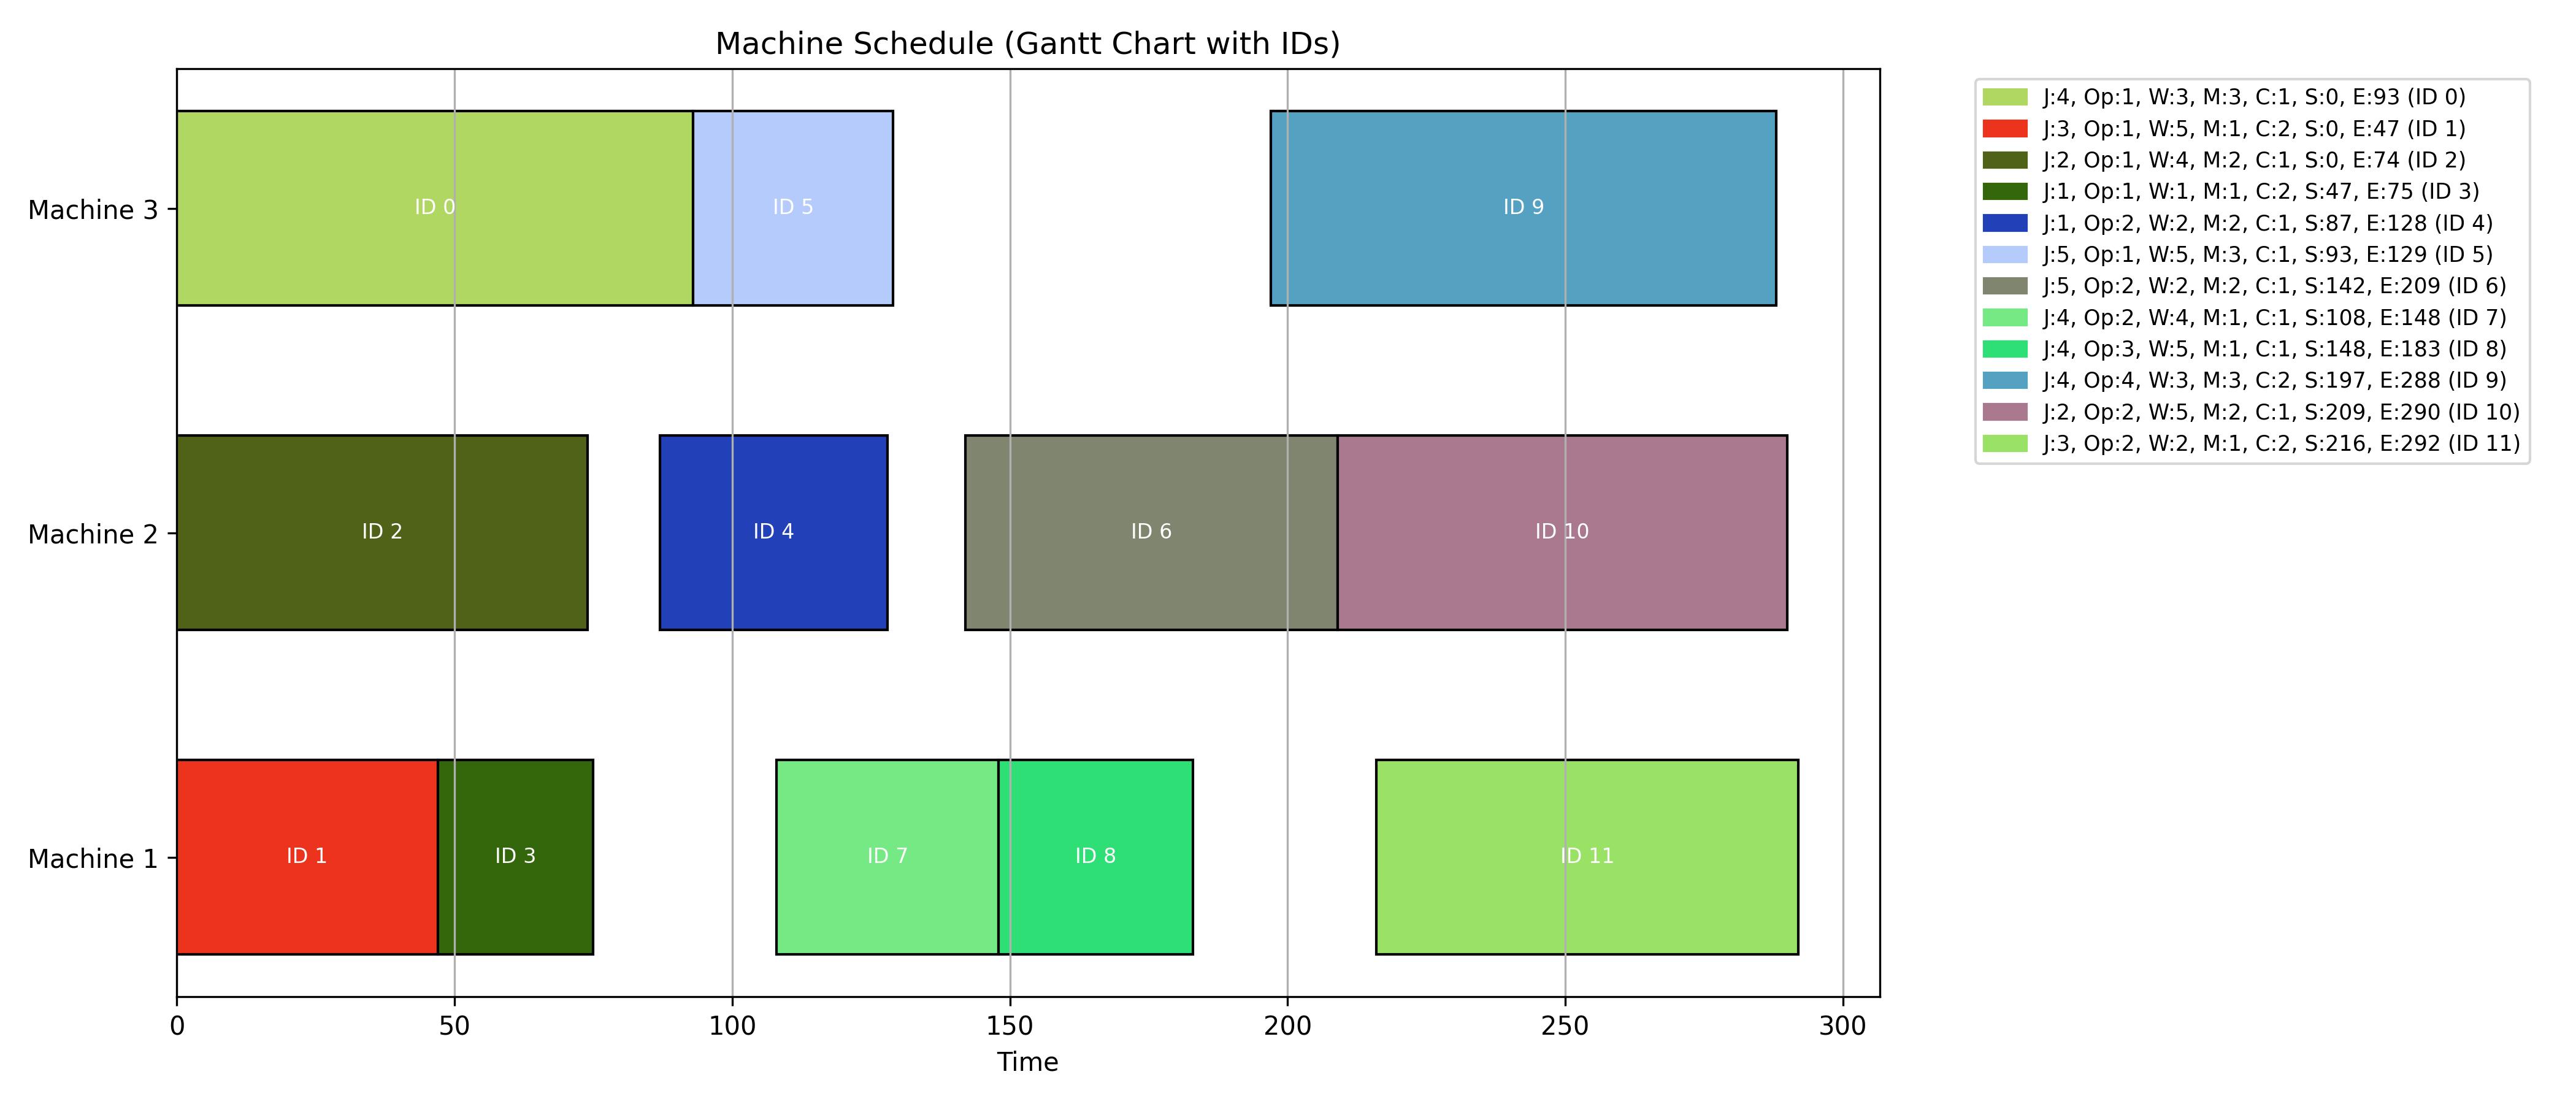 Machine Schedule (Gantt Chart with IDs)
Machine 3
ID 0
ID 5
ID 9
Machine 2
ID 2
ID 4
ID 6
ID 10
Machine 1
ID 1
ID 3
ID 7
ID 8
ID 11
0 50 100 150 200 250 300
Time
J:4, Op:1, W:3, M:3, C:1, S:0, E:93 (ID 0)
J:3, Op:1, W:5, M:1, C:2, S:0, E:47 (ID 1)
J:2, Op:1, W:4, M:2, C:1, S:0, E:74 (ID 2)
J:1, Op:1, W:1, M:1, C:2, S:47, E:75 (ID 3)
J:1, Op:2, W:2, M:2, C:1, S:87, E:128 (ID 4)
J:5, Op:1, W:5, M:3, C:1, S:93, E:129 (ID 5)
J:5, Op:2, W:2, M:2, C:1, S:142, E:209 (ID 6)
J:4, Op:2, W:4, M:1, C:1, S:108, E:148 (ID 7)
J:4, Op:3, W:5, M:1, C:1, S:148, E:183 (ID 8)
J:4, Op:4, W:3, M:3, C:2, S:197, E:288 (ID 9)
J:2, Op:2, W:5, M:2, C:1, S:209, E:290 (ID 10)
J:3, Op:2, W:2, M:1, C:2, S:216, E:292 (ID 11)